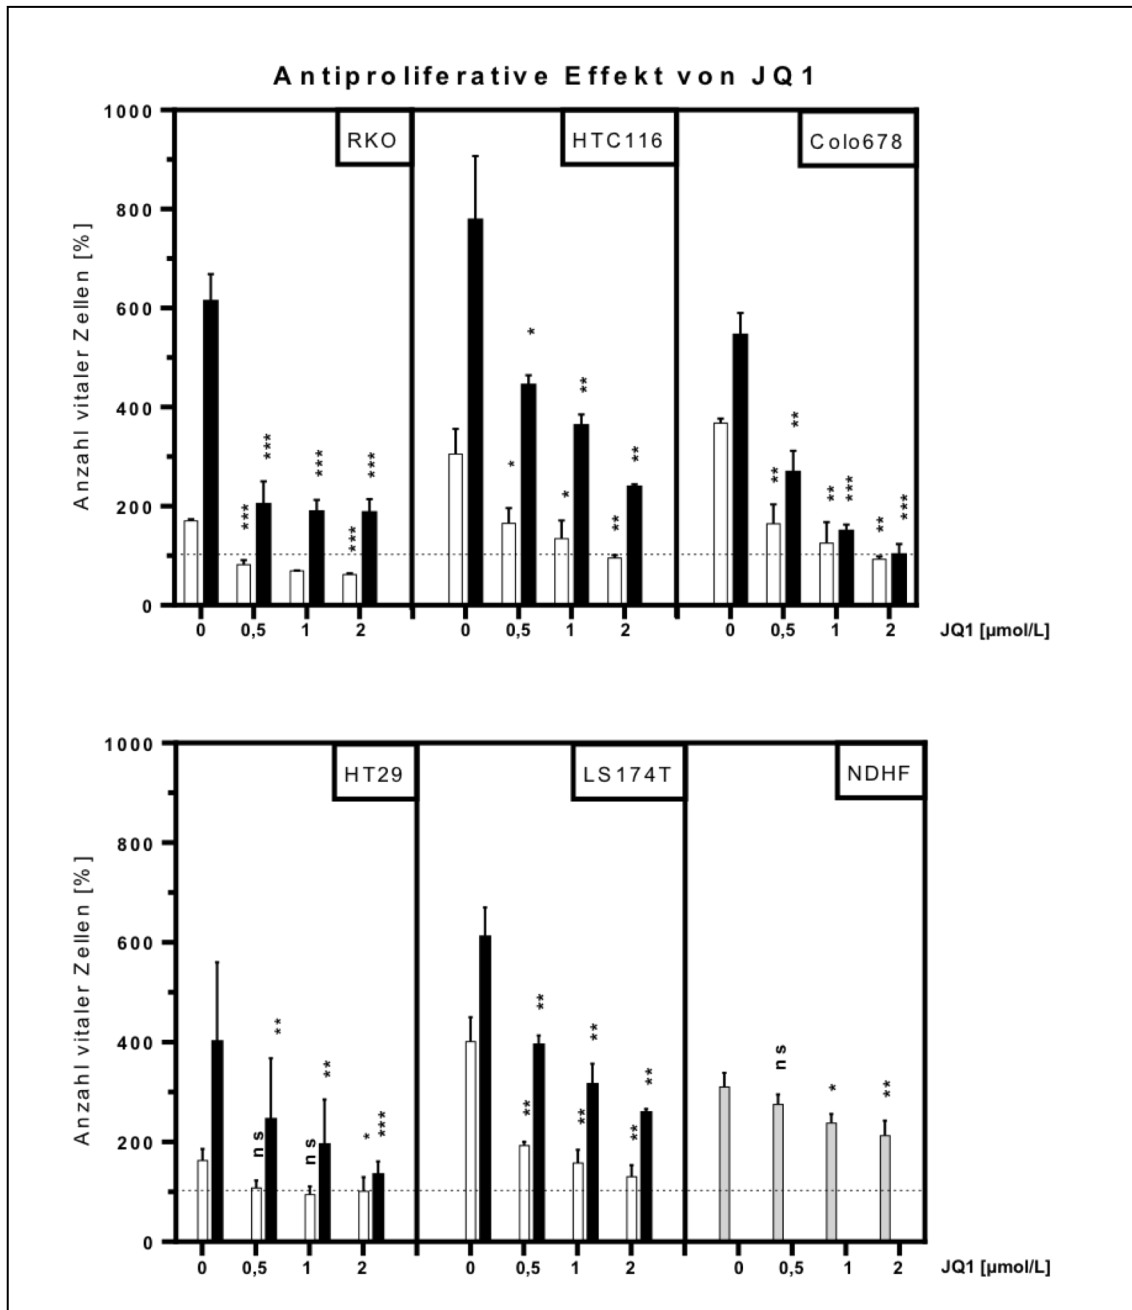 Antiproliferative Effekt von JQ1
Anzahl vitaler Zellen [%]
1000
800
600
400
200
0
RKO
HTC116
Colo678
***
***
***
***
***
*
*
*
**
**
**
**
**
**
***
**
***
0 0,5 1 2 0 0,5 1 2 0 0,5 1 2 JQ1 [µmol/L]
Anzahl vitaler Zellen [%]
1000
800
600
400
200
0
HT29
LS174T
NDHF
ns
**
ns
**
*
***
**
**
**
**
**
**
ns
*
**
0 0,5 1 2 0 0,5 1 2 0 0,5 1 2 JQ1 [µmol/L]